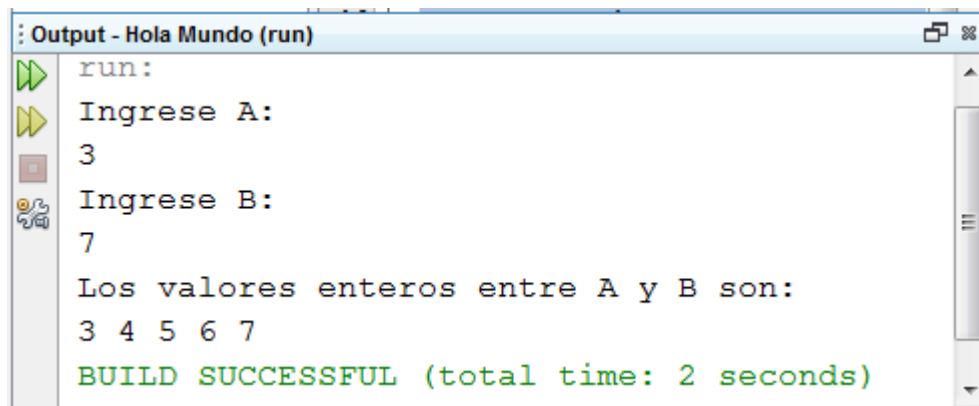 Output - Hola Mundo (run)
run:
Ingrese A:
3
Ingrese B:
7
Los valores enteros entre A y B son:
3 4 5 6 7
BUILD SUCCESSFUL (total time: 2 seconds)